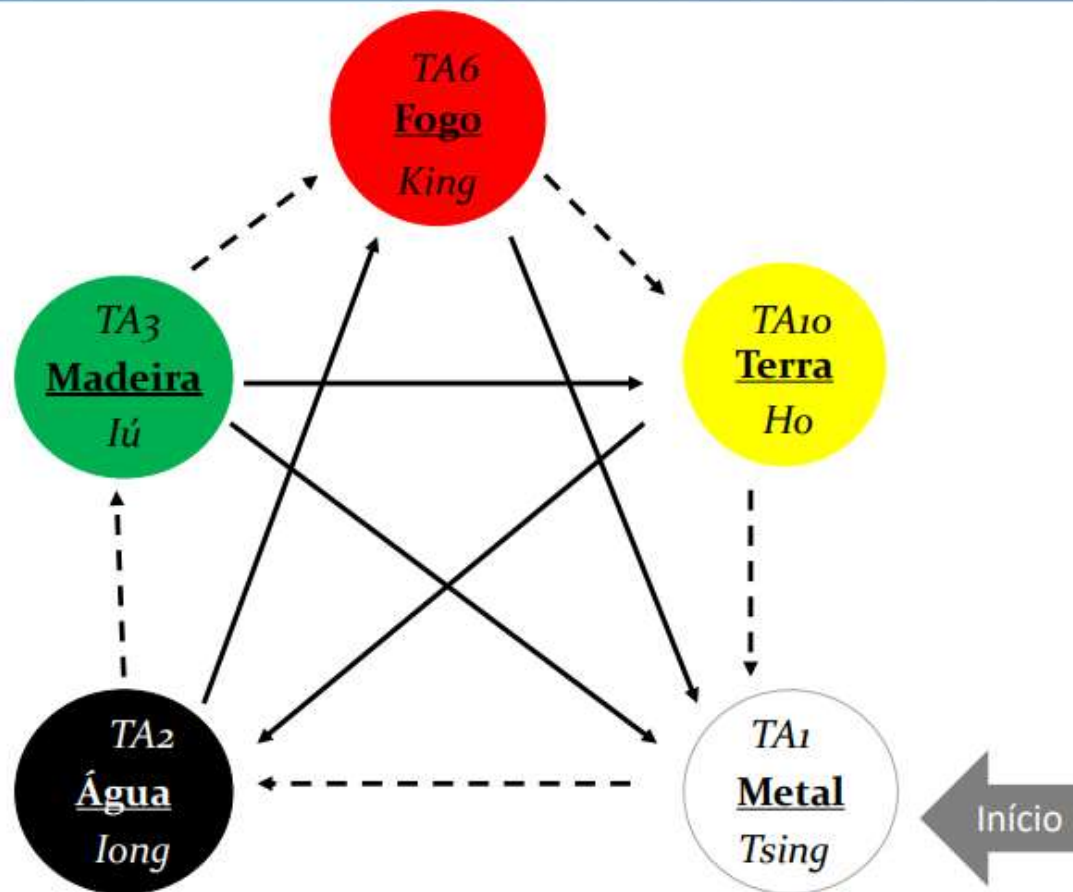 TA6
Fogo
King
TA3
Madeira
Iú
TA10
Terra
Ho
TA2
Água
Iong
TA1
Metal
Tsing
Início